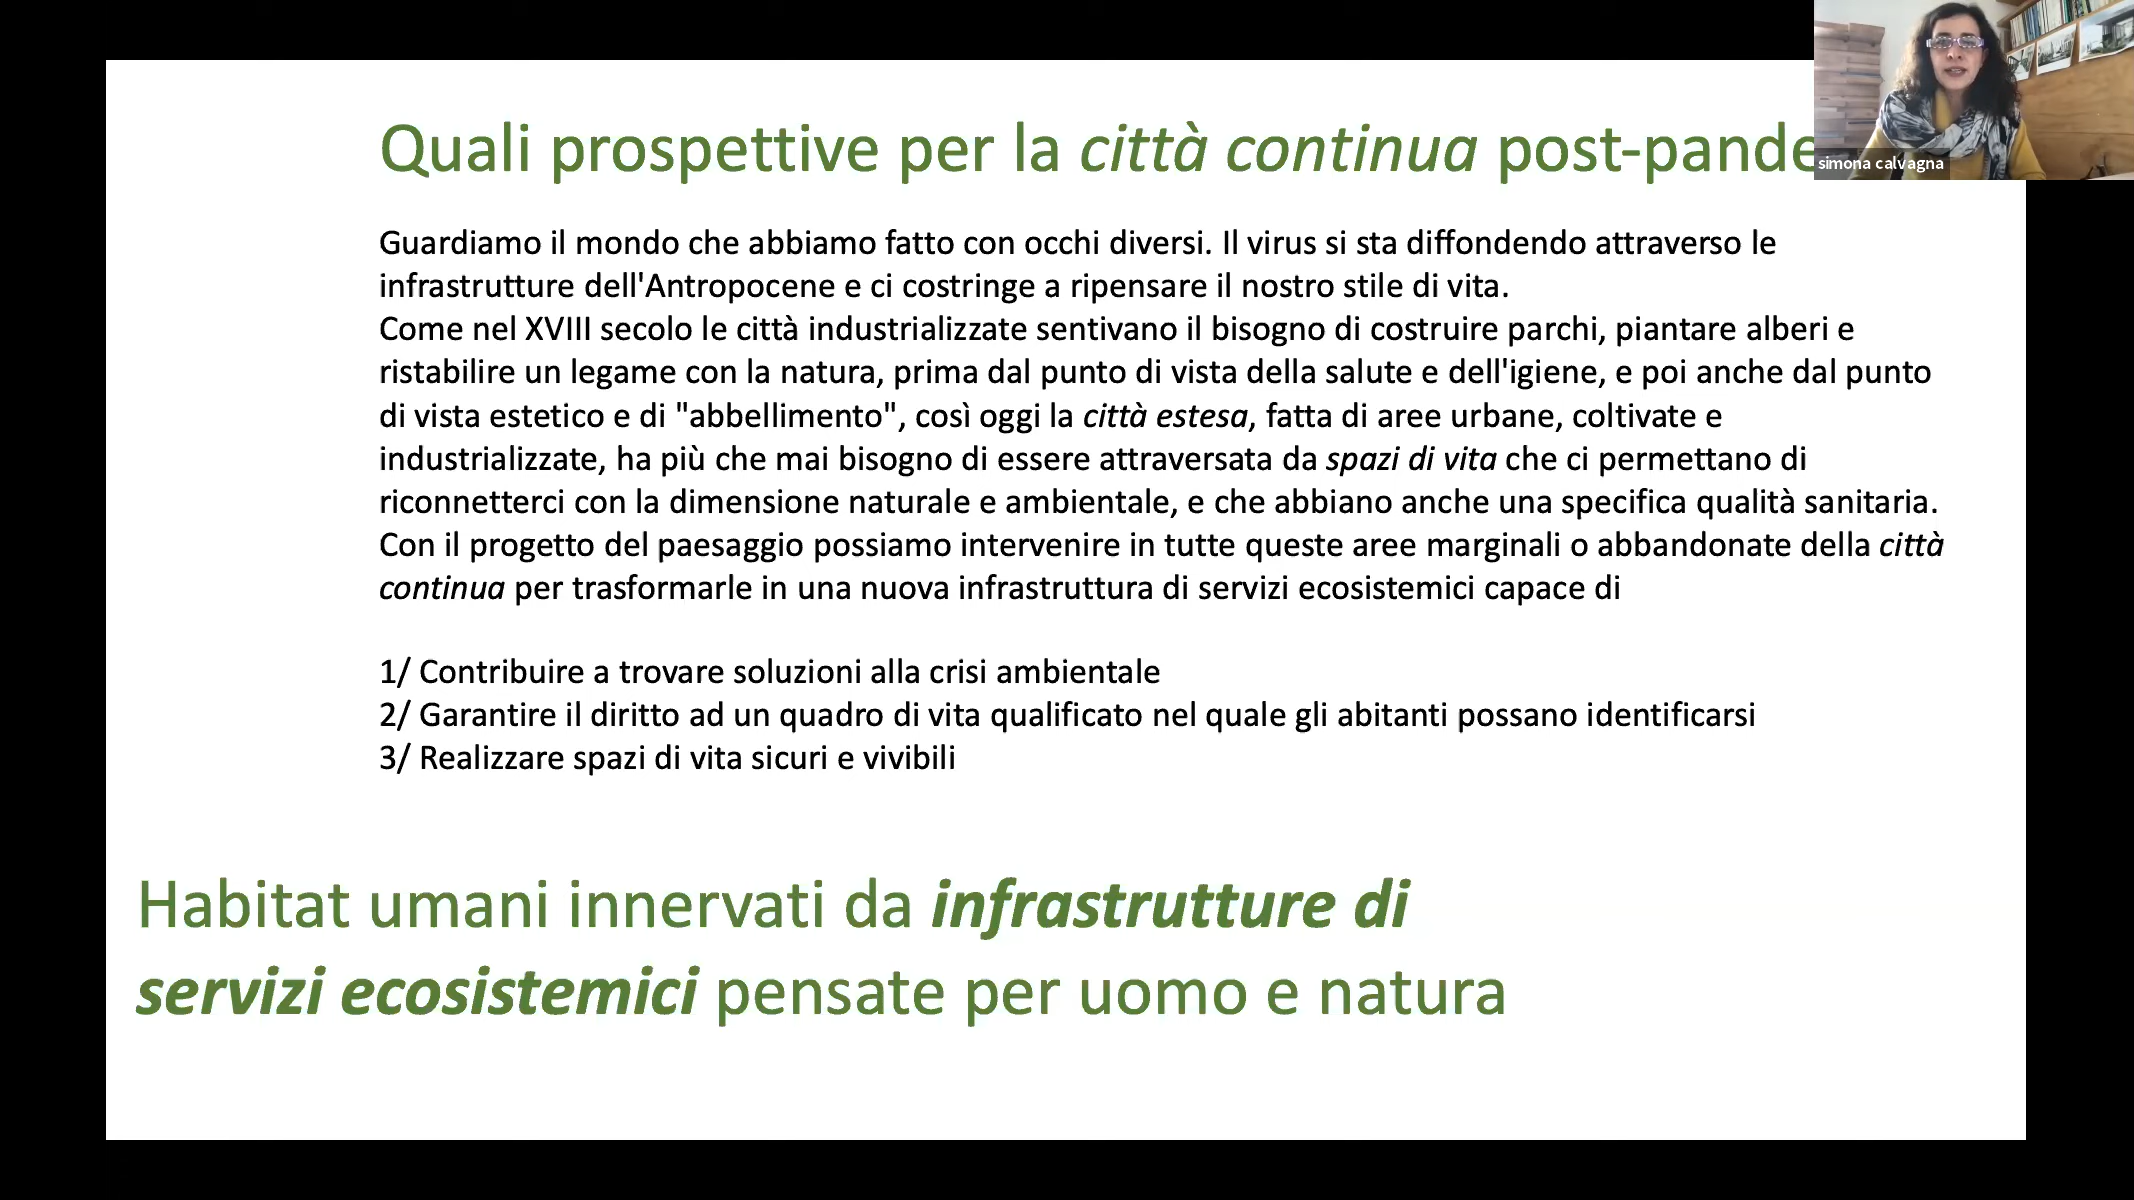 Quali prospettive per la città continua post-pande
simona calvagna
Guardiamo il mondo che abbiamo fatto con occhi diversi. Il virus si sta diffondendo attraverso le
infrastrutture dell'Antropocene e ci costringe a ripensare il nostro stile di vita.
Come nel XVIII secolo le città industrializzate sentivano il bisogno di costruire parchi, piantare alberi e
ristabilire un legame con la natura, prima dal punto di vista della salute e dell'igiene, e poi anche dal punto
di vista estetico e di "abbellimento", così oggi la città estesa, fatta di aree urbane, coltivate e
industrializzate, ha più che mai bisogno di essere attraversata da spazi di vita che ci permettano di
riconnetterci con la dimensione naturale e ambientale, e che abbiano anche una specifica qualità sanitaria.
Con il progetto del paesaggio possiamo intervenire in tutte queste aree marginali o abbandonate della città
continua per trasformarle in una nuova infrastruttura di servizi ecosistemici capace di
1/ Contribuire a trovare soluzioni alla crisi ambientale
2/ Garantire il diritto ad un quadro di vita qualificato nel quale gli abitanti possano identificarsi
3/ Realizzare spazi di vita sicuri e vivibili
Habitat umani innervati da infrastrutture di
servizi ecosistemici pensate per uomo e natura